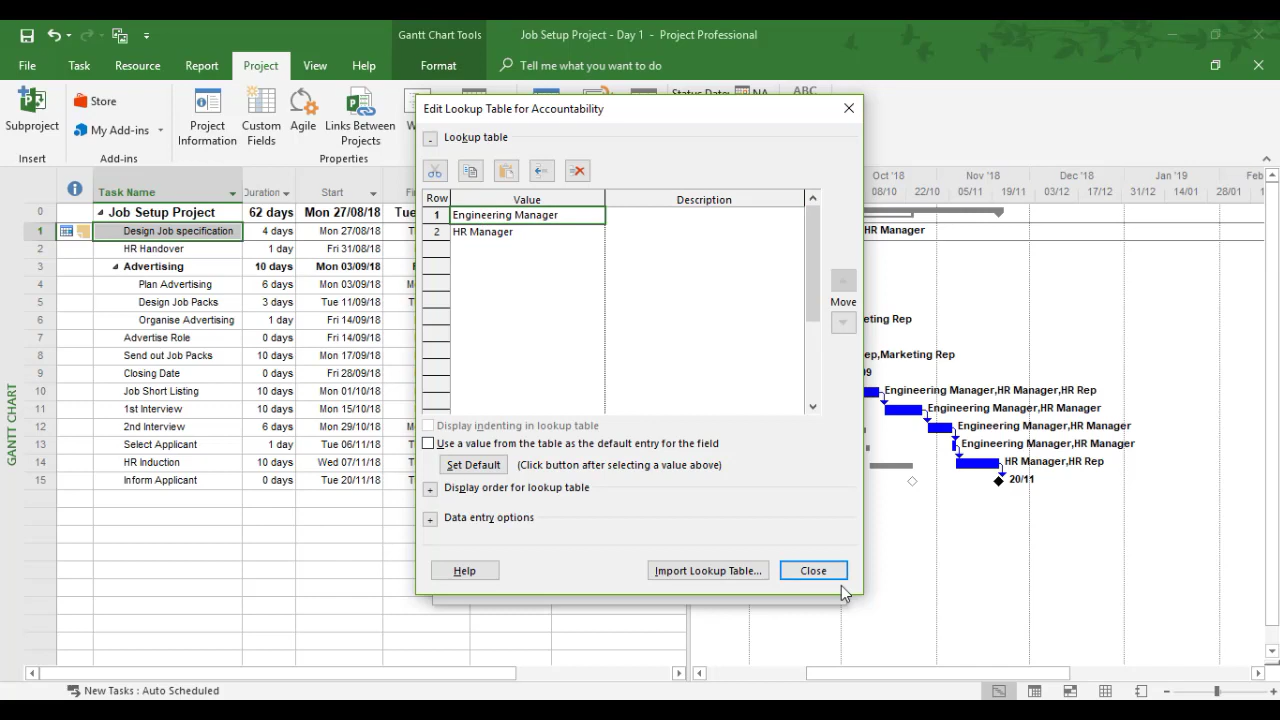 Gantt Chart Tools
Job Setup Project - Day 1 - Project Professional
File
Task
Resource
Report
Project
View
Help
Format
Tell me what you want to do
Subproject
Insert
Store
My Add-ins
Add-ins
Project
Information
Custom
Fields
Agile
Links Between
Projects
Properties
Status Date:
NA
ABC
Task Name
Duration
Start
0 Job Setup Project 62 days Mon 27/08/18 Tue
1 Design Job specification 4 days Mon 27/08/18
2 HR Handover 1 day Fri 31/08/18
3 Advertising 10 days Mon 03/09/18
4 Plan Advertising 6 days Mon 03/09/18
5 Design Job Packs 3 days Tue 11/09/18
6 Organise Advertising 1 day Fri 14/09/18
7 Advertise Role 0 days Fri 14/09/18
8 Send out Job Packs 10 days Mon 17/09/18
9 Closing Date 0 days Fri 28/09/18
10 Job Short Listing 10 days Mon 01/10/18
11 1st Interview 10 days Mon 15/10/18
12 2nd Interview 6 days Mon 29/10/18
13 Select Applicant 1 day Tue 06/11/18
14 HR Induction 10 days Wed 07/11/18
15 Inform Applicant 0 days Tue 20/11/18
GANTT CHART
Edit Lookup Table for Accountability
- Lookup table
Row Value Description
1 Engineering Manager
2 HR Manager
Move
Display indenting in lookup table
Use a value from the table as the default entry for the field
Set Default (Click button after selecting a value above)
+ Display order for lookup table
+ Data entry options
Help
Import Lookup Table...
Close
Oct '18 Nov '18 Dec '18 Jan '19 Feb
08/10 22/10 05/11 19/11 03/12 17/12 31/12 14/01 28/01
HR Manager
eting Rep
ep,Marketing Rep
09
Engineering Manager,HR Manager,HR Rep
Engineering Manager,HR Manager
Engineering Manager,HR Manager
Engineering Manager,HR Manager
HR Manager,HR Rep
20/11
New Tasks : Auto Scheduled